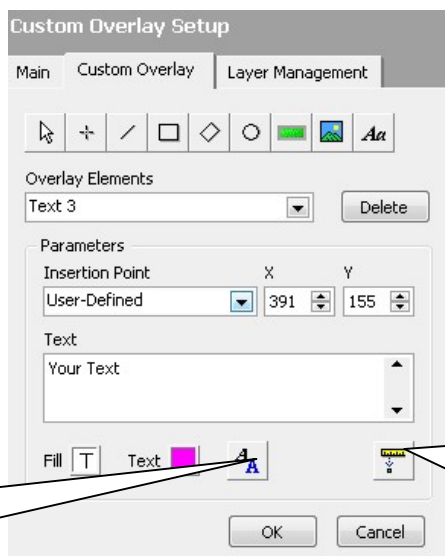 Custom Overlay Setup
Main Custom Overlay Layer Management
Aa
Overlay Elements
Text 3 Delete
Parameters
Insertion Point X Y
User-Defined 391 155
Text
Your Text
Fill T Text A A
OK Cancel